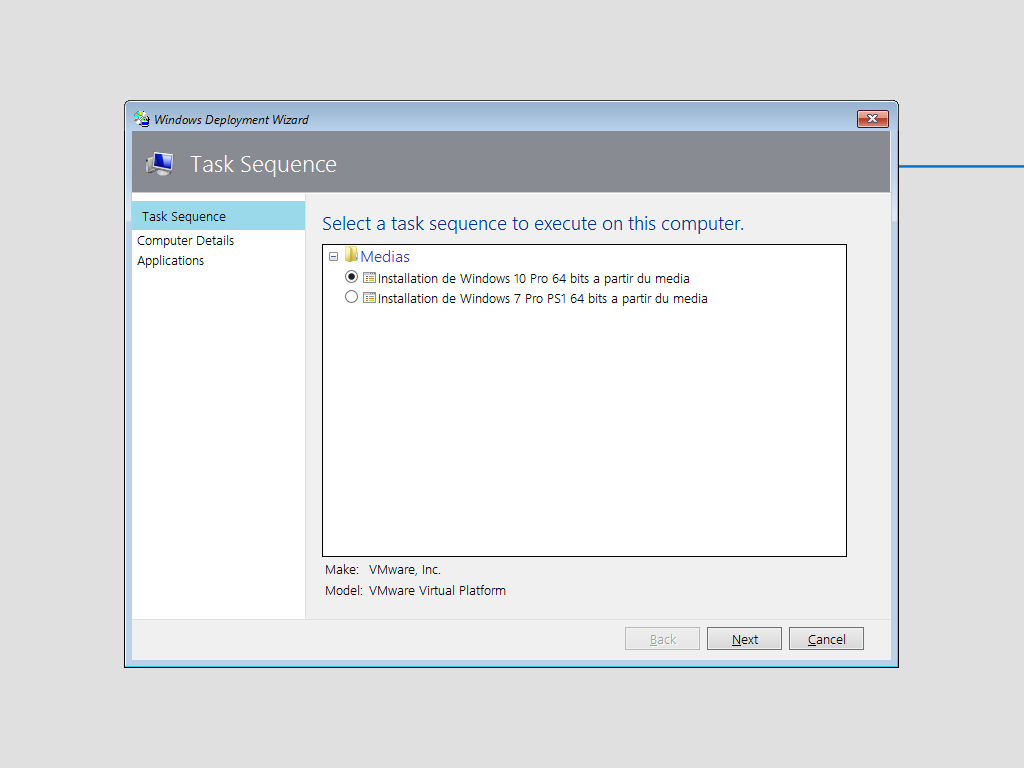 Windows Deployment Wizard
Task Sequence
Task Sequence
Computer Details
Applications
Select a task sequence to execute on this computer.
Medias
Installation de Windows 10 Pro 64 bits a partir du media
Installation de Windows 7 Pro PS1 64 bits a partir du media
Make: VMware, Inc.
Model: VMware Virtual Platform
Back Next Cancel